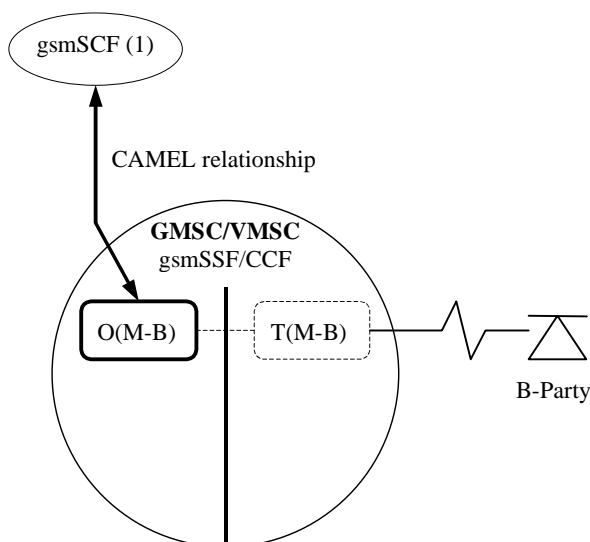 gsmSCF (1)
CAMEL relationship
GMSC/VMSC
gsmSSF/CCF
O(M-B)
T(M-B)
B-Party